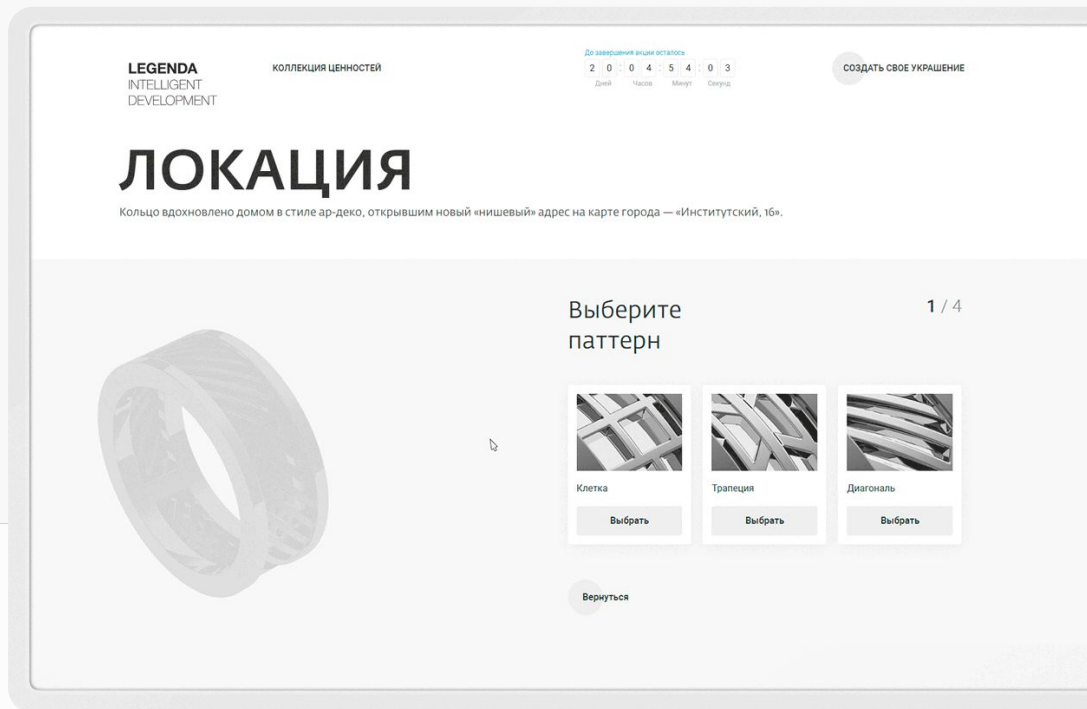 LEGENDA
INTELLIGENT
DEVELOPMENT
КОЛЛЕКЦИЯ ЦЕННОСТЕЙ
До завершения акции осталось
2 0 : 0 4 : 5 4 : 0 3
Дней Часов Минут Секунд
СОЗДАТЬ СВОЕ УКРАШЕНИЕ
ЛОКАЦИЯ
Кольцо вдохновлено домом в стиле ар-деко, открывшим новый «нишевый» адрес на карте города — «Институтский, 16».
Выберите
паттерн
1 / 4
Клетка
Выбрать
Трапеция
Выбрать
Диагональ
Выбрать
Вернуться